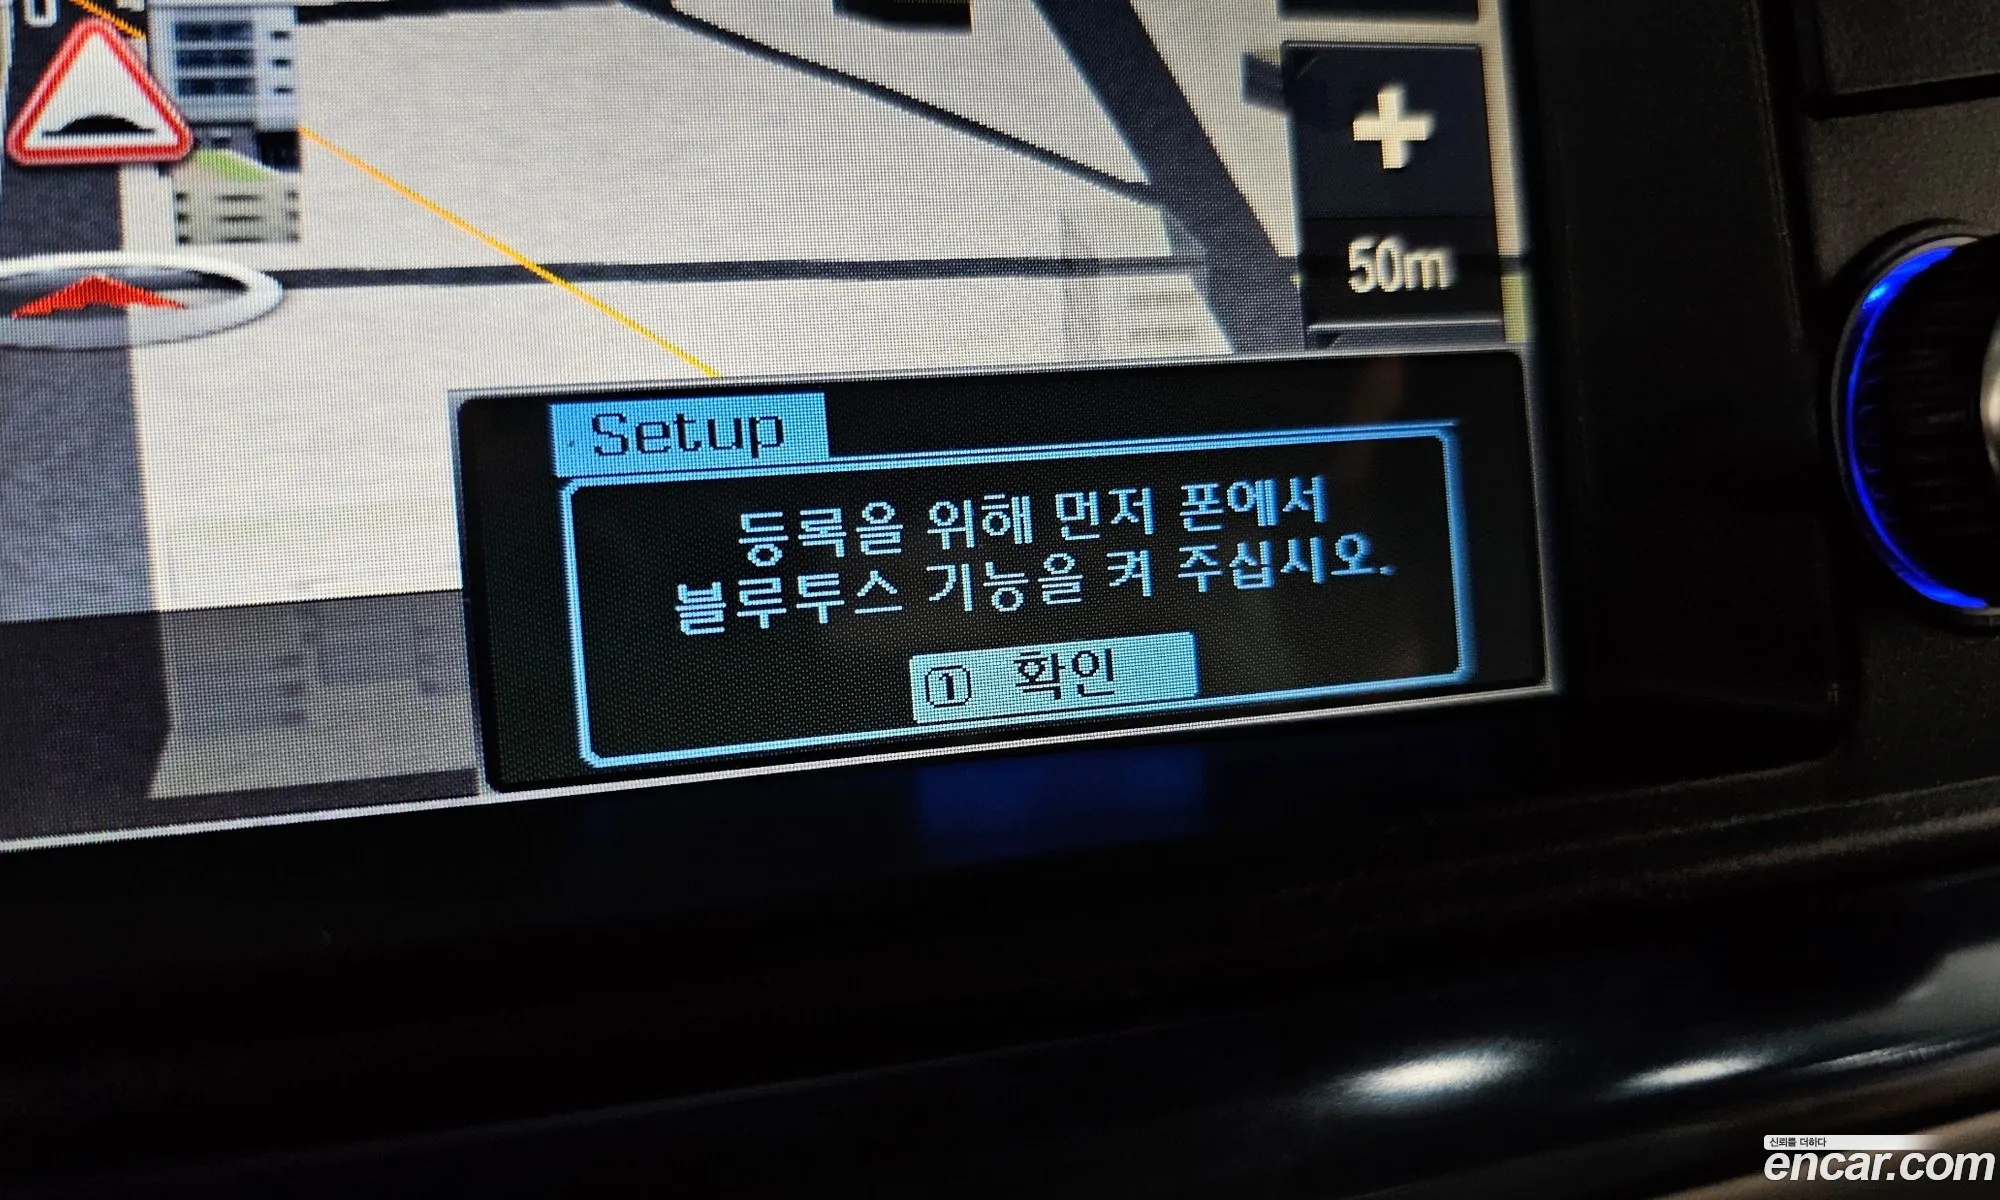 50m
Setup
등록을 위해 먼저 폰에서
블루투스 기능을 켜 주십시오.
1 확인
신뢰를 더하다
encar.com